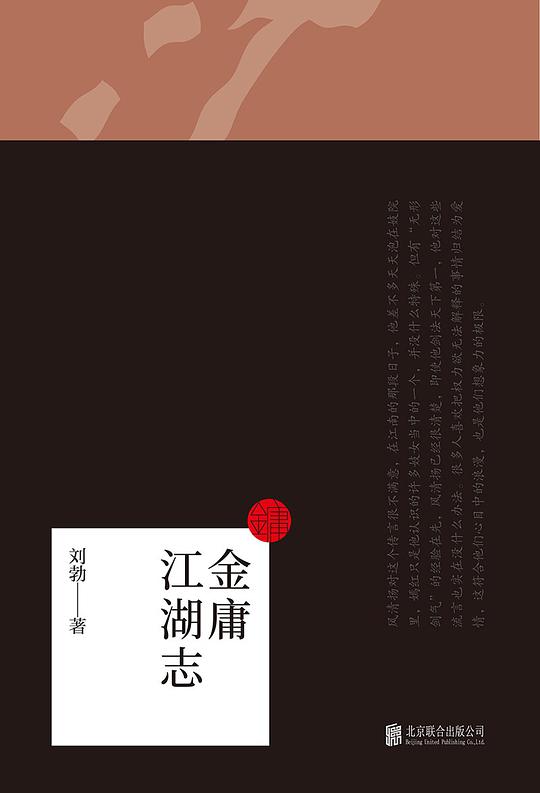 风清扬对这个传言很不满意，在江南的那段日子，他差不多天天泡在妓院
里，嫣红只是他认识的许多妓女当中的一个，并没什么特殊。但有“无形
剑气”的经验在先，风清扬已经很清楚，即使他剑法天下第一，他对这些
流言也实在没什么办法。很多人喜欢把权力欲无法解释的事情归结为爱
情，这符合他们心目中的浪漫，也是他们想象力的极限。
金庸
金庸
江湖志
刘勃——著
北京联合出版公司
Beijing United Publishing Co.,Ltd.